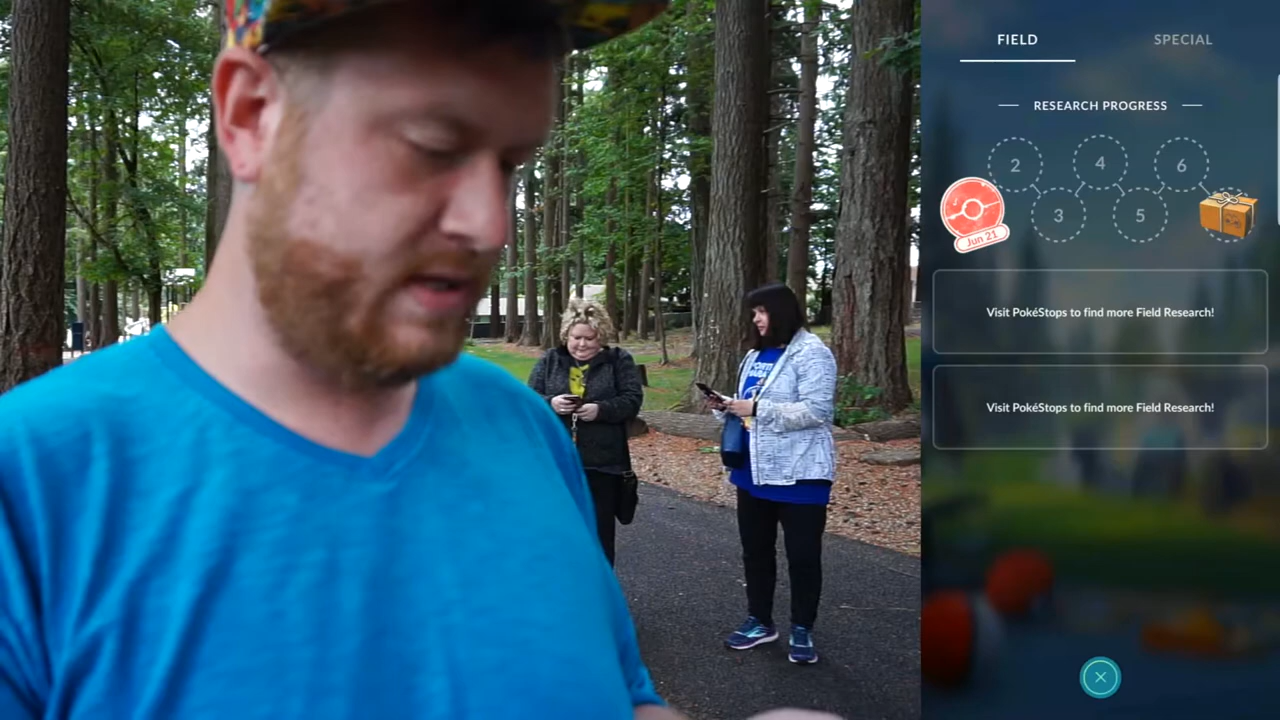 FIELD
SPECIAL
RESEARCH PROGRESS
2
4
6
3
5
Jun 21
Visit PokéStops to find more Field Research!
Visit PokéStops to find more Field Research!